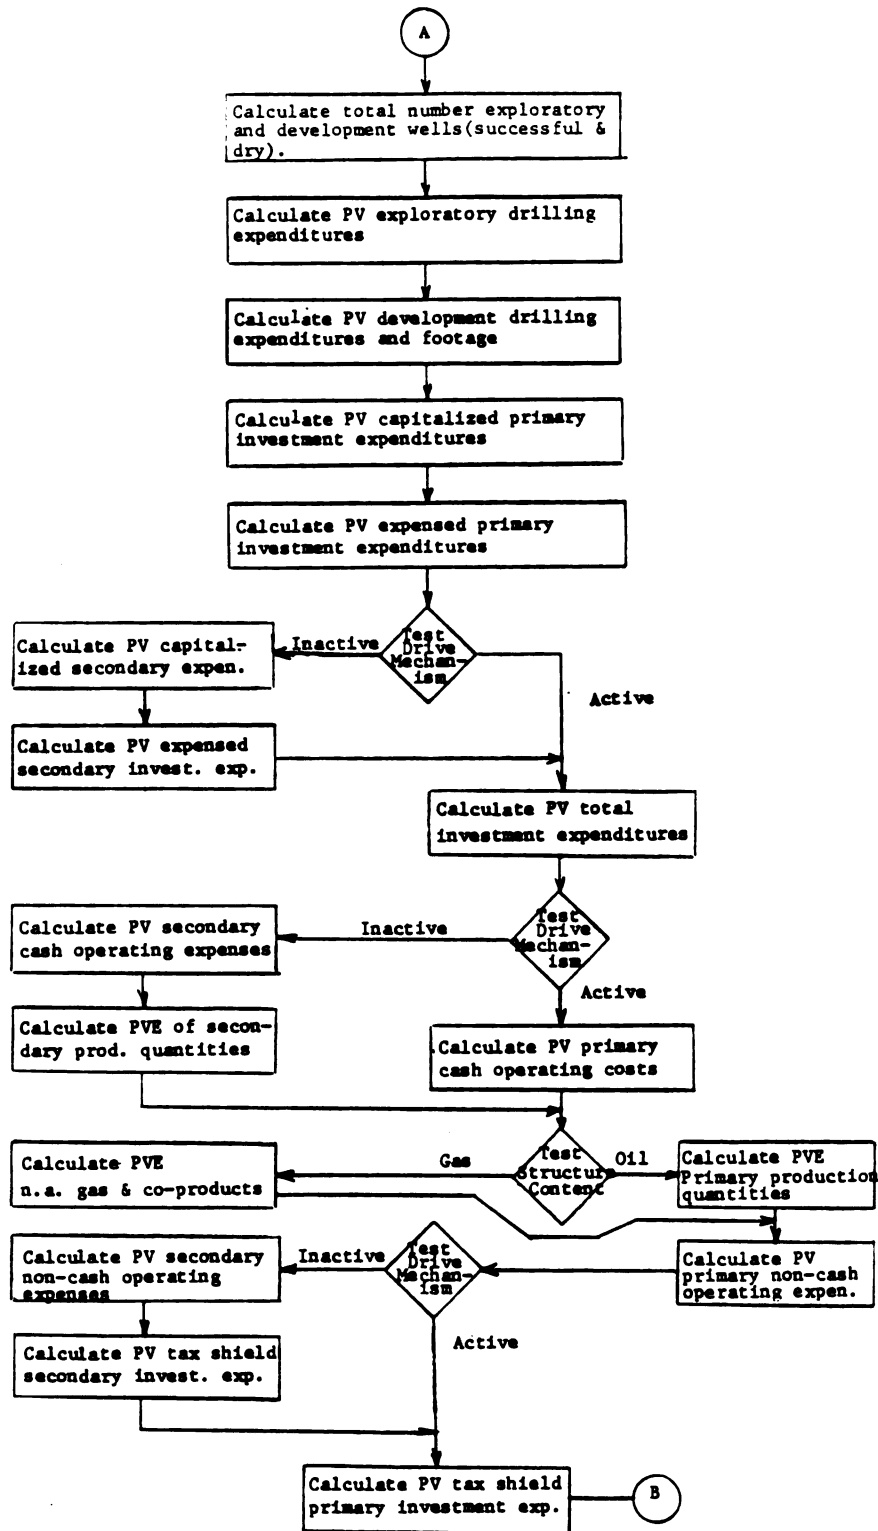 A
Calculate total number exploratory
and development wells(successful &
dry).
Calculate PV exploratory drilling
expenditures
Calculate PV development drilling
expenditures and footage
Calculate PV capitalized primary
investment expenditures
Calculate PV expensed primary
investment expenditures
Test
Drive
Mechan-
ism
Inactive
Calculate PV capital-
ized secondary expen.
Active
Calculate PV expensed
secondary invest. exp.
Calculate PV total
investment expenditures
Test
Drive
Mechan-
ism
Inactive
Calculate PV secondary
cash operating expenses
Active
Calculate PVE of secon-
dary prod. quantities
Calculate PV primary
cash operating costs
Test
Structure
Content
Gas
Oil
Calculate PVE
n.a. gas & co-products
Calculate PVE
Primary production
quantities
Calculate PV
primary non-cash
operating expen.
Test
Drive
Mechan-
ism
Inactive
Calculate PV secondary
non-cash operating
expenses
Active
Calculate PV tax shield
secondary invest. exp.
Calculate PV tax shield
primary investment exp.
B